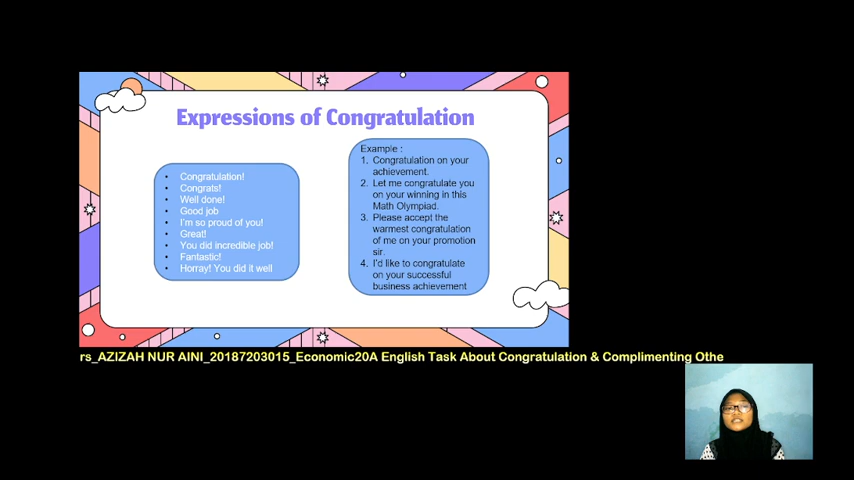 Expressions of Congratulation
• Congratulation!
• Congrats!
• Well done!
• Good job
• I'm so proud of you!
• Great!
• You did incredible job!
• Fantastic!
• Horray! You did it well
Example :
1. Congratulation on your
achievement.
2. Let me congratulate you
on your winning in this
Math Olympiad.
3. Please accept the
warmest congratulation
of me on your promotion
sir.
4. I'd like to congratulate
on your successful
business achievement
rs_AZIZAH NUR AINI_20187203015_Economic20A English Task About Congratulation & Complimenting Othe